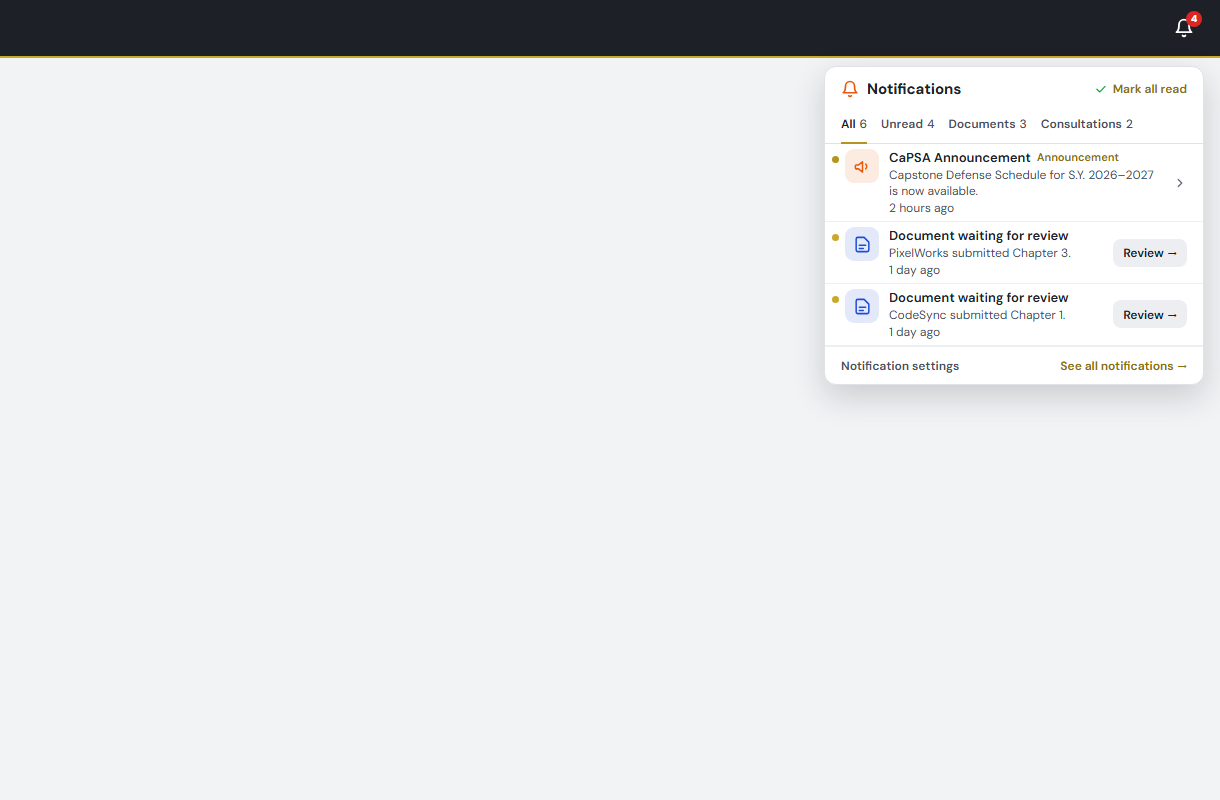 4
Notifications
Mark all read
All 6 Unread 4 Documents 3 Consultations 2
CaPSA Announcement Announcement
Capstone Defense Schedule for S.Y. 2026–2027
is now available.
2 hours ago
Document waiting for review
PixelWorks submitted Chapter 3.
Review →
1 day ago
Document waiting for review
CodeSync submitted Chapter 1.
Review →
1 day ago
Notification settings
See all notifications →